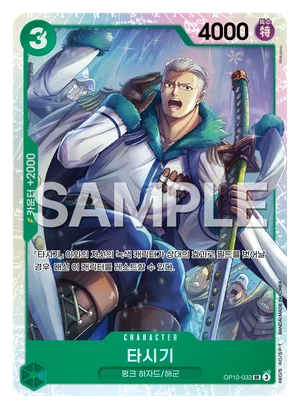 3
4000
특수
特
카운터 +2000
SAMPLE
「타시기」 이외의 자신의 녹색 캐릭터가 상대의 효과로 필드를 벗어날
경우, 대신 이 캐릭터를 레스트할 수 있다.
CHARACTER
타시기
펑크 하자드/해군
OP10-032
3